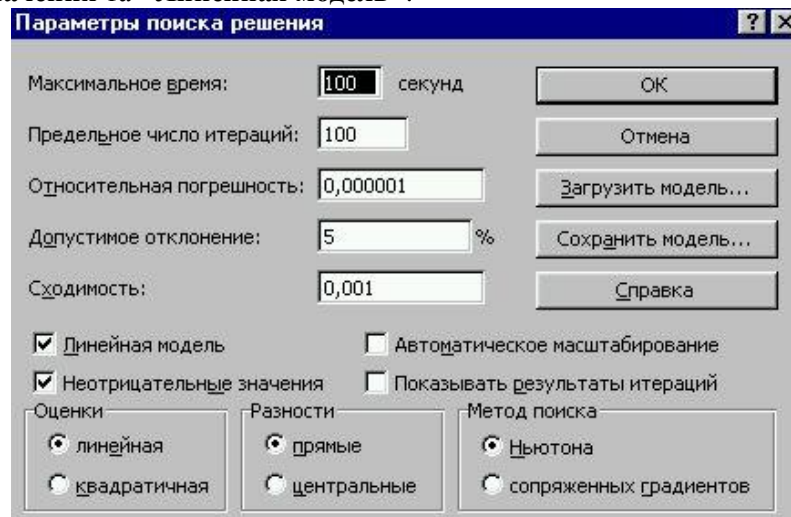 Параметры поиска решения
Максимальное время: 100 секунд
OK
Предельное число итераций: 100
Отмена
Относительная погрешность: 0,000001
Загрузить модель...
Допустимое отклонение: 5 %
Сохранить модель...
Сходимость: 0,001
Справка
Линейная модель
Автоматическое масштабирование
Неотрицательные значения
Показывать результаты итераций
Оценки
линейная
квадратичная
Разности
прямые
центральные
Метод поиска
Ньютона
сопряженных градиентов